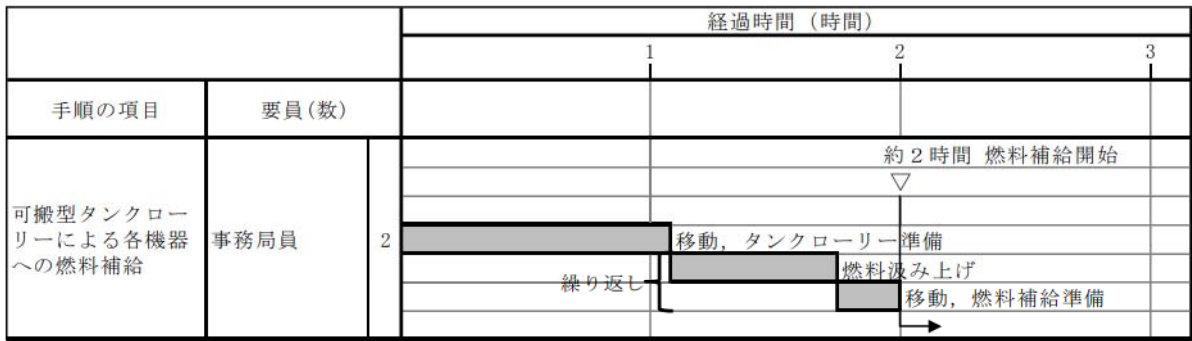 経過時間（時間）
1 2 3
手順の項目 要員(数)
約２時間 燃料補給開始
可搬型タンクロー
リーによる各機器
への燃料補給
事務局員 2
移動，タンクローリー準備
燃料汲み上げ
繰り返し
移動，燃料補給準備